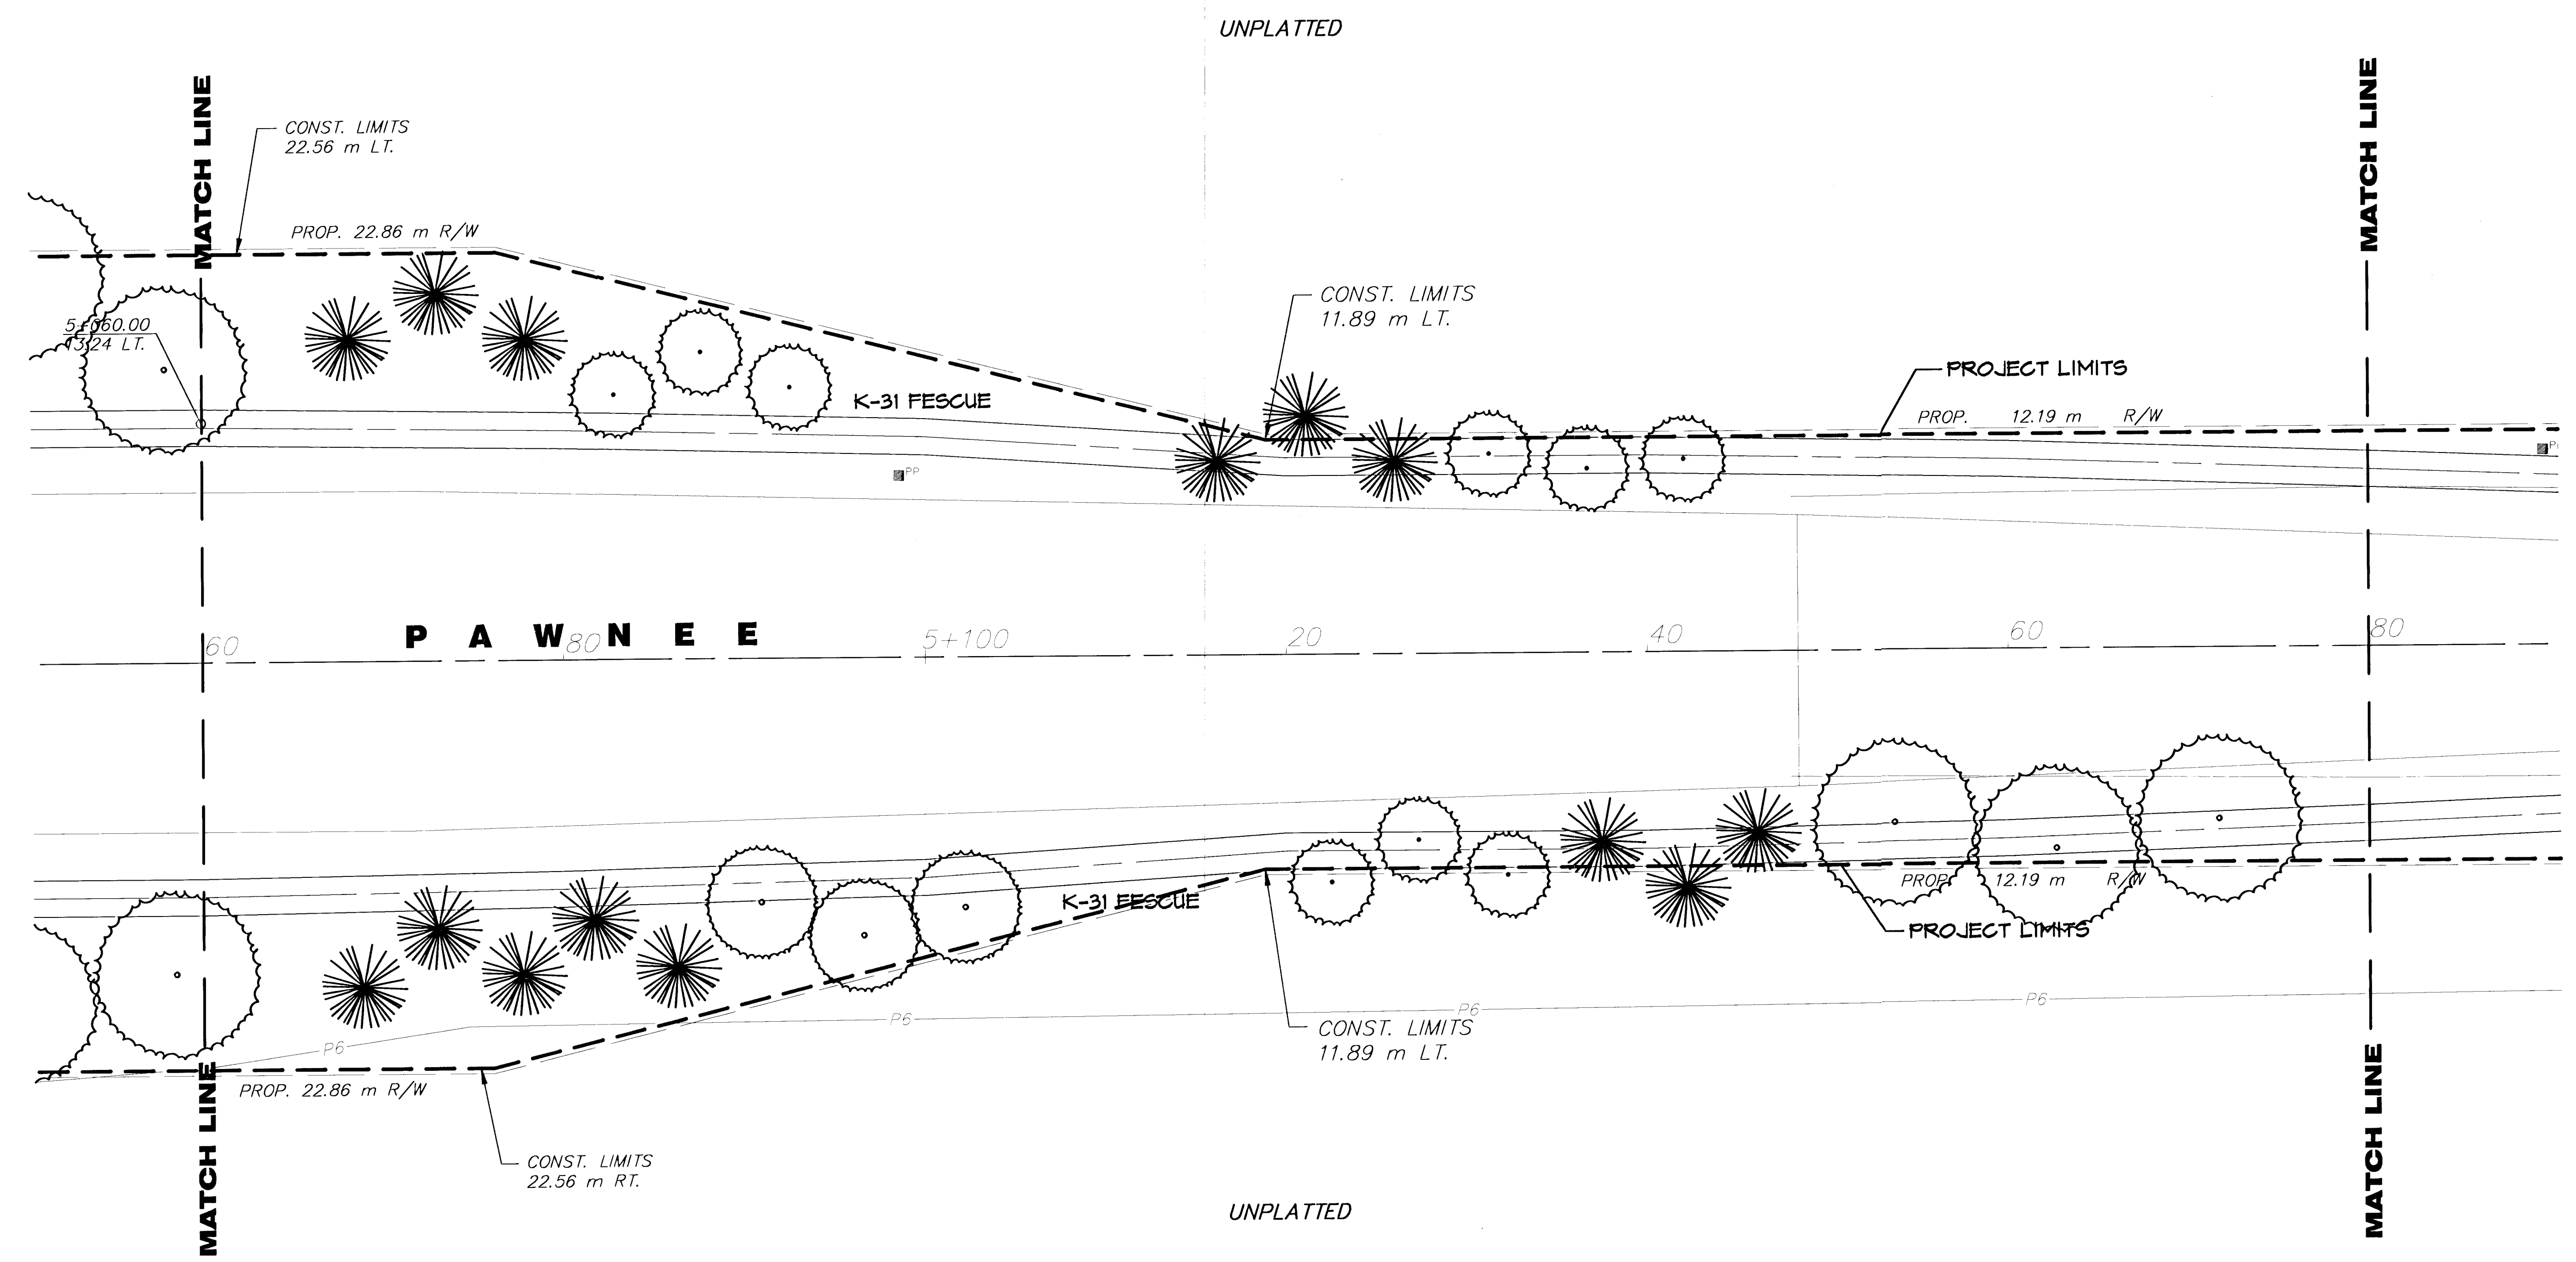 UNPLATTED
MATCH LINE
MATCH LINE
CONST. LIMITS
22.56 m LT.
PROP. 22.86 m R/W
CONST. LIMITS
11.89 m LT.
5+060.00
13.24 LT.
PROJECT LIMITS
K-31 FESCUE
PROP. 12.19 m R/W
PP
60
PAWNEE
80
5+100
20
40
60
80
K-31 FESCUE
PROP. 12.19 m R/W
PROJECT LIMITS
P6
P6
P6
P6
CONST. LIMITS
11.89 m LT.
PROP. 22.86 m R/W
CONST. LIMITS
22.56 m RT.
MATCH LINE
MATCH LINE
UNPLATTED